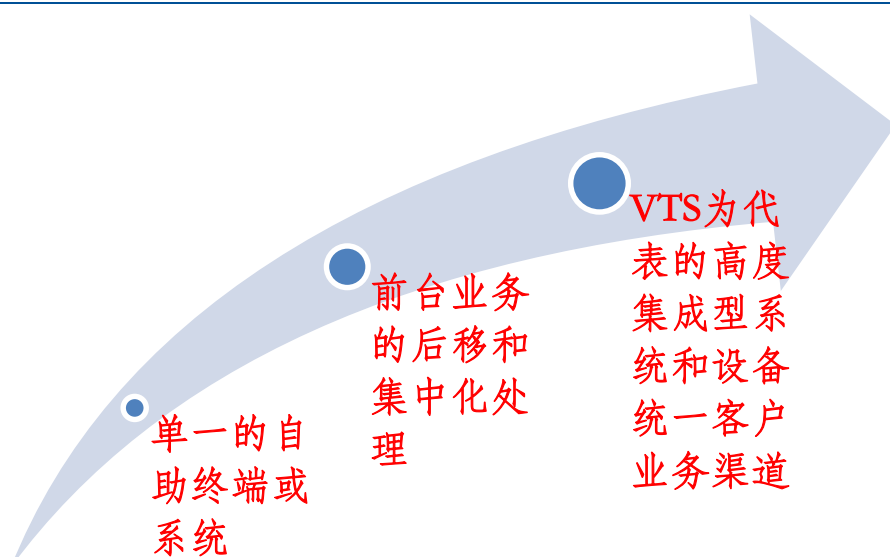 单一的自
助终端或
系统
前台业务
的后移和
集中化处
理
VTS为代
表的高度
集成型系
统和设备
统一客户
业务渠道